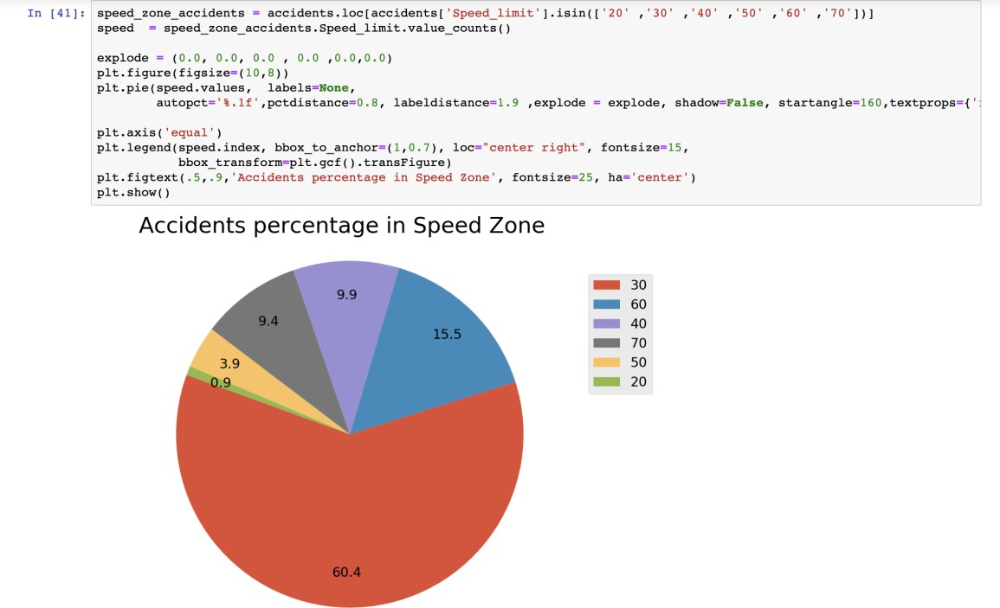 In [41]:
speed_zone_accidents = accidents.loc[accidents['Speed_limit'].isin(['20' ,'30' ,'40' ,'50' ,'60' ,'70'])]
speed  = speed_zone_accidents.Speed_limit.value_counts()
explode = (0.0, 0.0, 0.0 , 0.0 ,0.0,0.0)
plt.figure(figsize=(10,8))
plt.pie(speed.values,  labels=None,
autopct='%.1f',pctdistance=0.8, labeldistance=1.9 ,explode = explode, shadow=False, startangle=160,textprops={'
plt.axis('equal')
plt.legend(speed.index, bbox_to_anchor=(1,0.7), loc="center right", fontsize=15,
bbox_transform=plt.gcf().transFigure)
plt.figtext(.5,.9,'Accidents percentage in Speed Zone', fontsize=25, ha='center')
plt.show()
Accidents percentage in Speed Zone
9.9
9.4
15.5
3.9
0.9
60.4
30
60
40
70
50
20